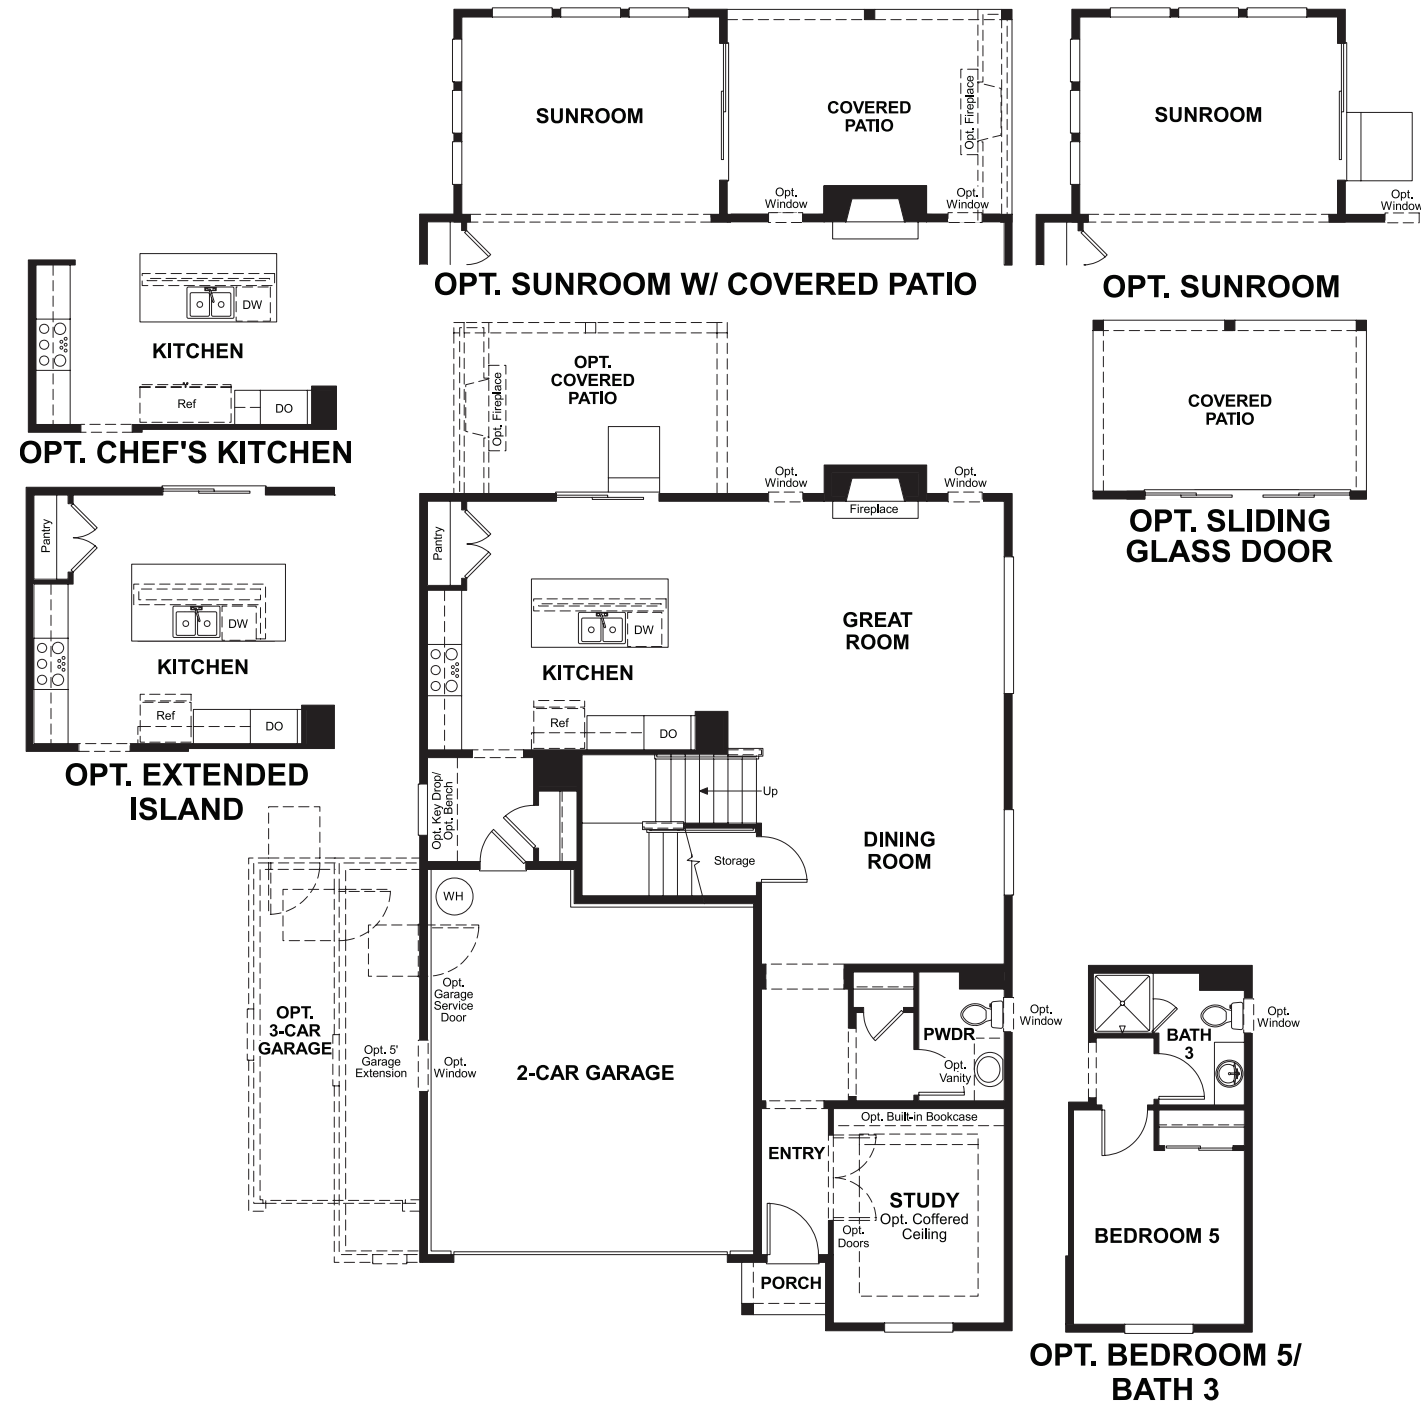 SUNROOM
COVERED
PATIO
Opt. Fireplace
Opt.
Window
Opt.
Window
OPT. SUNROOM W/ COVERED PATIO
SUNROOM
Opt.
Window
OPT. SUNROOM
DW
KITCHEN
Ref
DO
OPT. CHEF'S KITCHEN
OPT.
COVERED
PATIO
Opt. Fireplace
COVERED
PATIO
OPT. SLIDING
GLASS DOOR
Pantry
DW
KITCHEN
Ref
DO
OPT. EXTENDED
ISLAND
Opt.
Window
Fireplace
Opt.
Window
Pantry
DW
KITCHEN
Ref
DO
GREAT
ROOM
Opt. Key Drop/
Opt. Bench
Up
Storage
DINING
ROOM
WH
Opt.
Garage
Service
Door
OPT.
3-CAR
GARAGE
Opt. 5'
Garage
Extension
Opt.
Window
2-CAR GARAGE
PWDR
Opt.
Vanity
Opt.
Window
Opt. Built-in Bookcase
ENTRY
STUDY
Opt. Coffered
Ceiling
Opt.
Doors
PORCH
BATH
3
Opt.
Window
BEDROOM 5
OPT. BEDROOM 5/
BATH 3